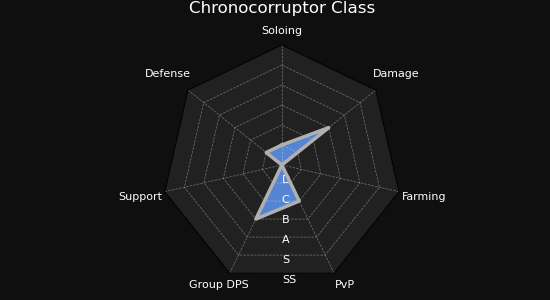 Chronocorruptor Class
Soloing
Defense
Damage
Support
Farming
C
B
A
S
SS
Group DPS
PvP